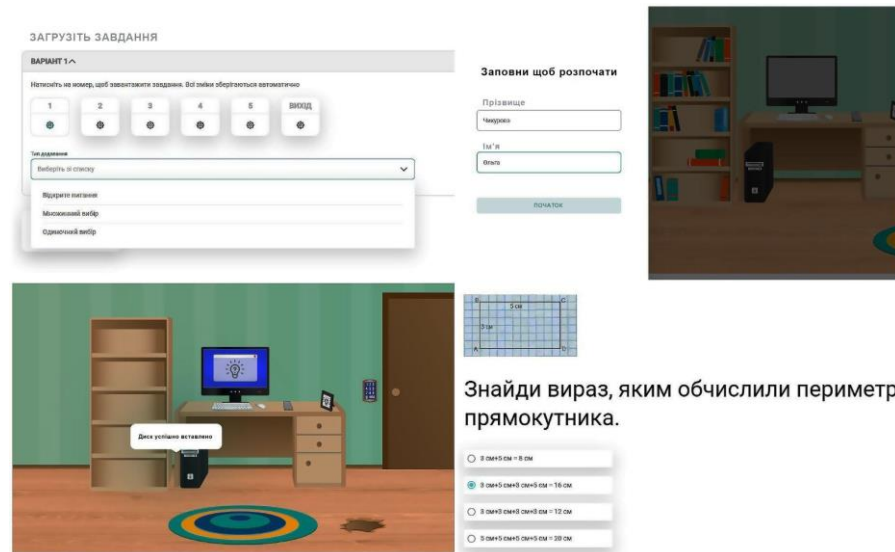 ЗАГРУЗІТЬ ЗАВДАННЯ
ВАРІАНТ 1
Натисніть на номер, щоб завантажити завдання. Всі зміни зберігаються автоматично
1 2 3 4 5 ВИХІД
Тип додавання
Виберіть зі списку
Відкрите питання
Множинний вибір
Одиночний вибір
Заповни щоб розпочати
Прізвище
Чикурова
Ім'я
Ольга
ПОЧАТОК
Диск успішно вставлено
B C
5 см
3 см
A D
Знайди вираз, яким обчислили периметр
прямокутника.
3 см+5 см = 8 см
3 см+5 см+3 см+5 см = 16 см
3 см+3 см+3 см+3 см = 12 см
5 см+5 см+5 см+5 см = 20 см